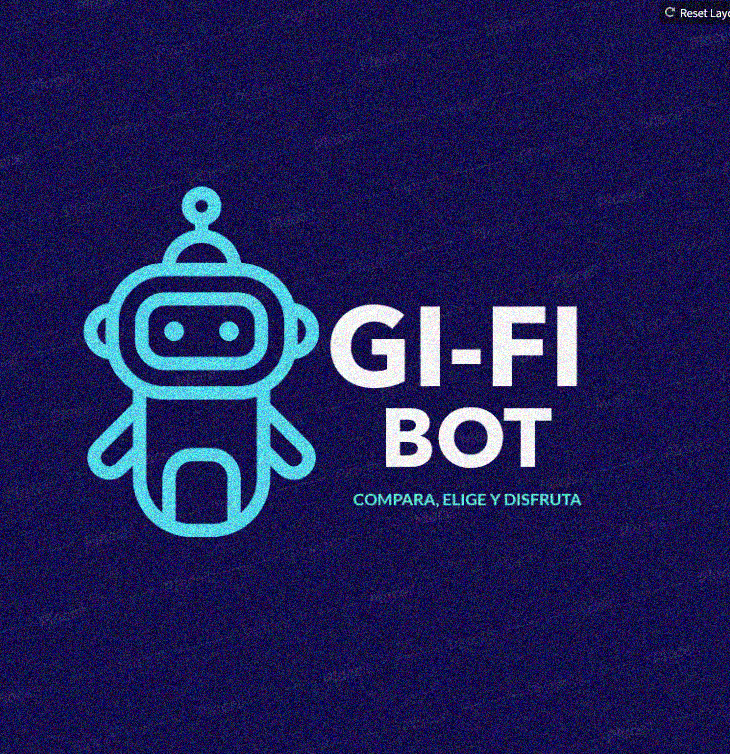 Reset Layo
GI-FI
BOT
COMPARA, ELIGE Y DISFRUTA